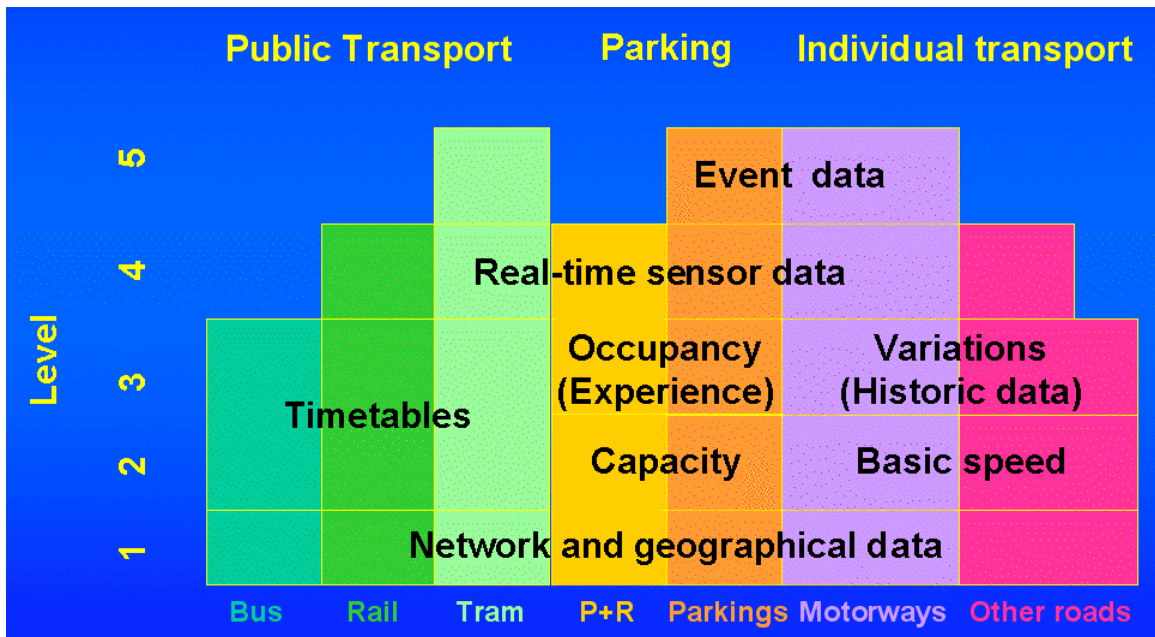 Public Transport Parking Individual transport
5
Event data
4
Real-time sensor data
Level
3
Occupancy Variations
(Experience) (Historic data)
Timetables
2
Capacity Basic speed
1
Network and geographical data
Bus Rail Tram P+R Parkings Motorways Other roads